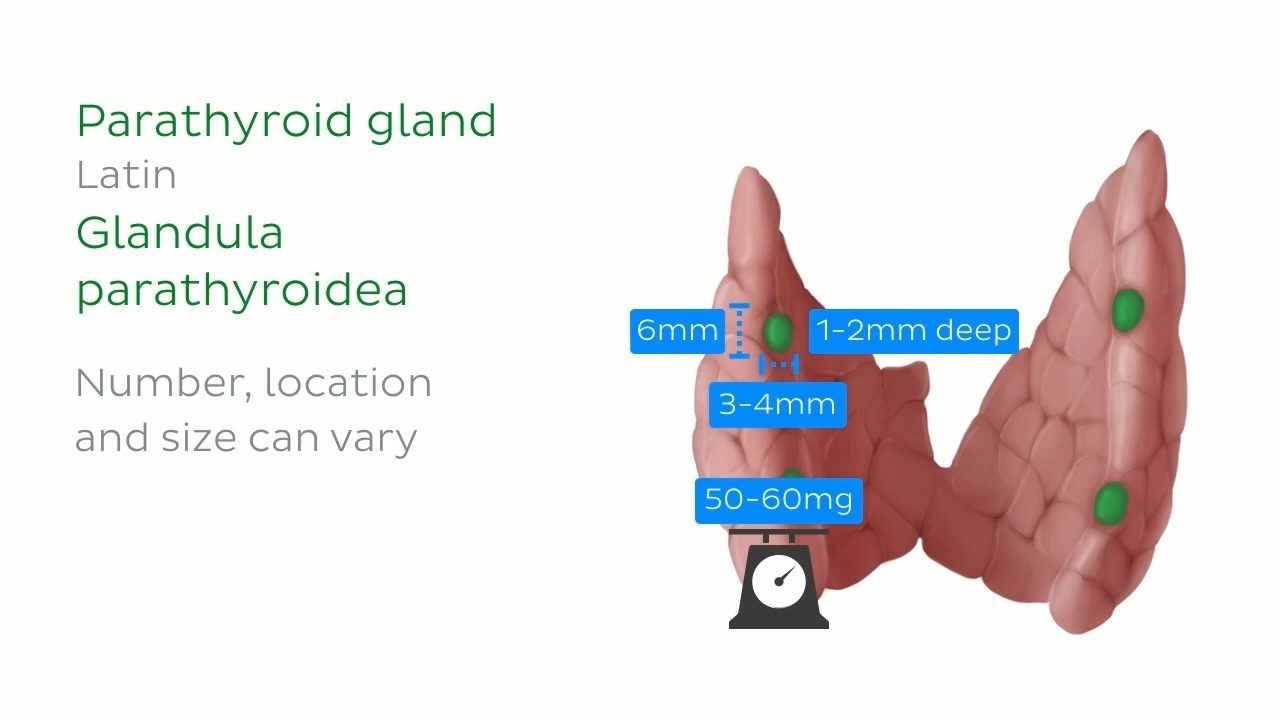 Parathyroid gland
Latin
Glandula
parathyroidea
Number, location
and size can vary
6mm
1-2mm deep
3-4mm
50-60mg